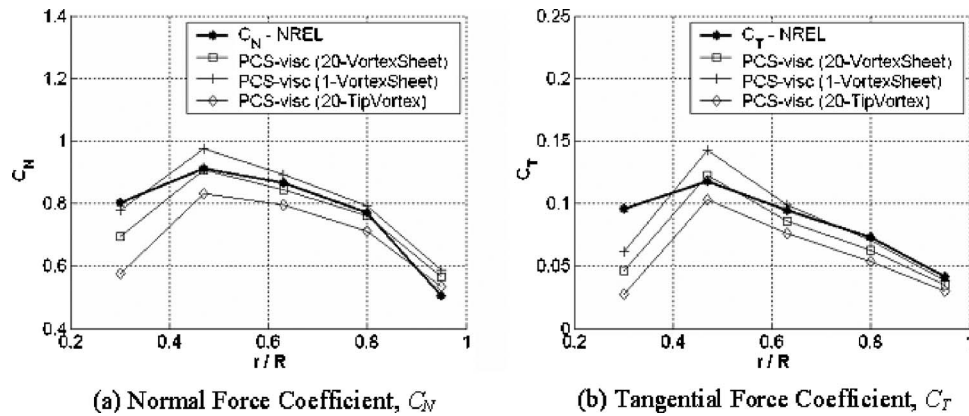 1.4
1.2
1
0.8
0.6
0.4
C_N
C_N - NREL
PCS-visc (20-VortexSheet)
PCS-visc (1-VortexSheet)
PCS-visc (20-TipVortex)
0.2
0.4
0.6
0.8
1
r / R
(a) Normal Force Coefficient, C_N
0.25
0.2
0.15
0.1
0.05
0
C_T
C_T - NREL
PCS-visc (20-VortexSheet)
PCS-visc (1-VortexSheet)
PCS-visc (20-TipVortex)
0.2
0.4
0.6
0.8
1
r / R
(b) Tangential Force Coefficient, C_T